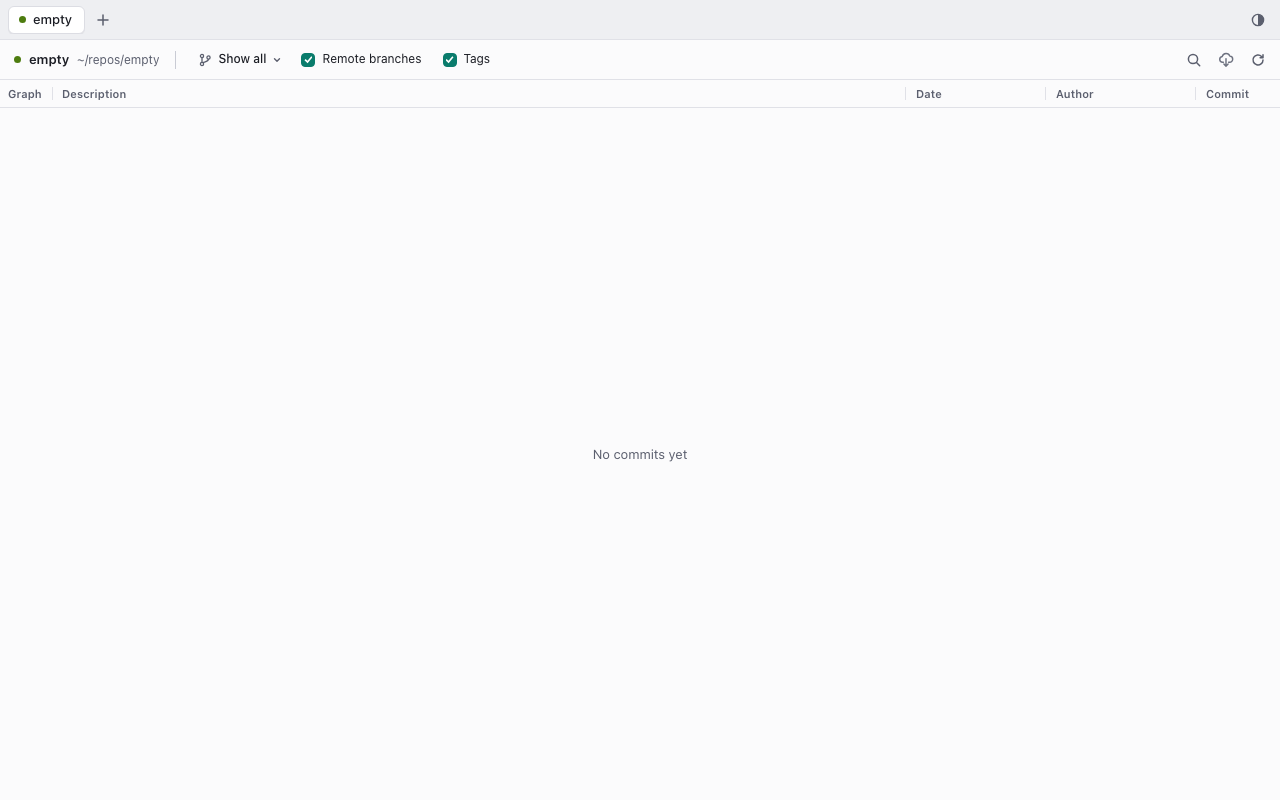 empty
empty ~/repos/empty Show all Remote branches Tags
Graph Description Date Author Commit
No commits yet